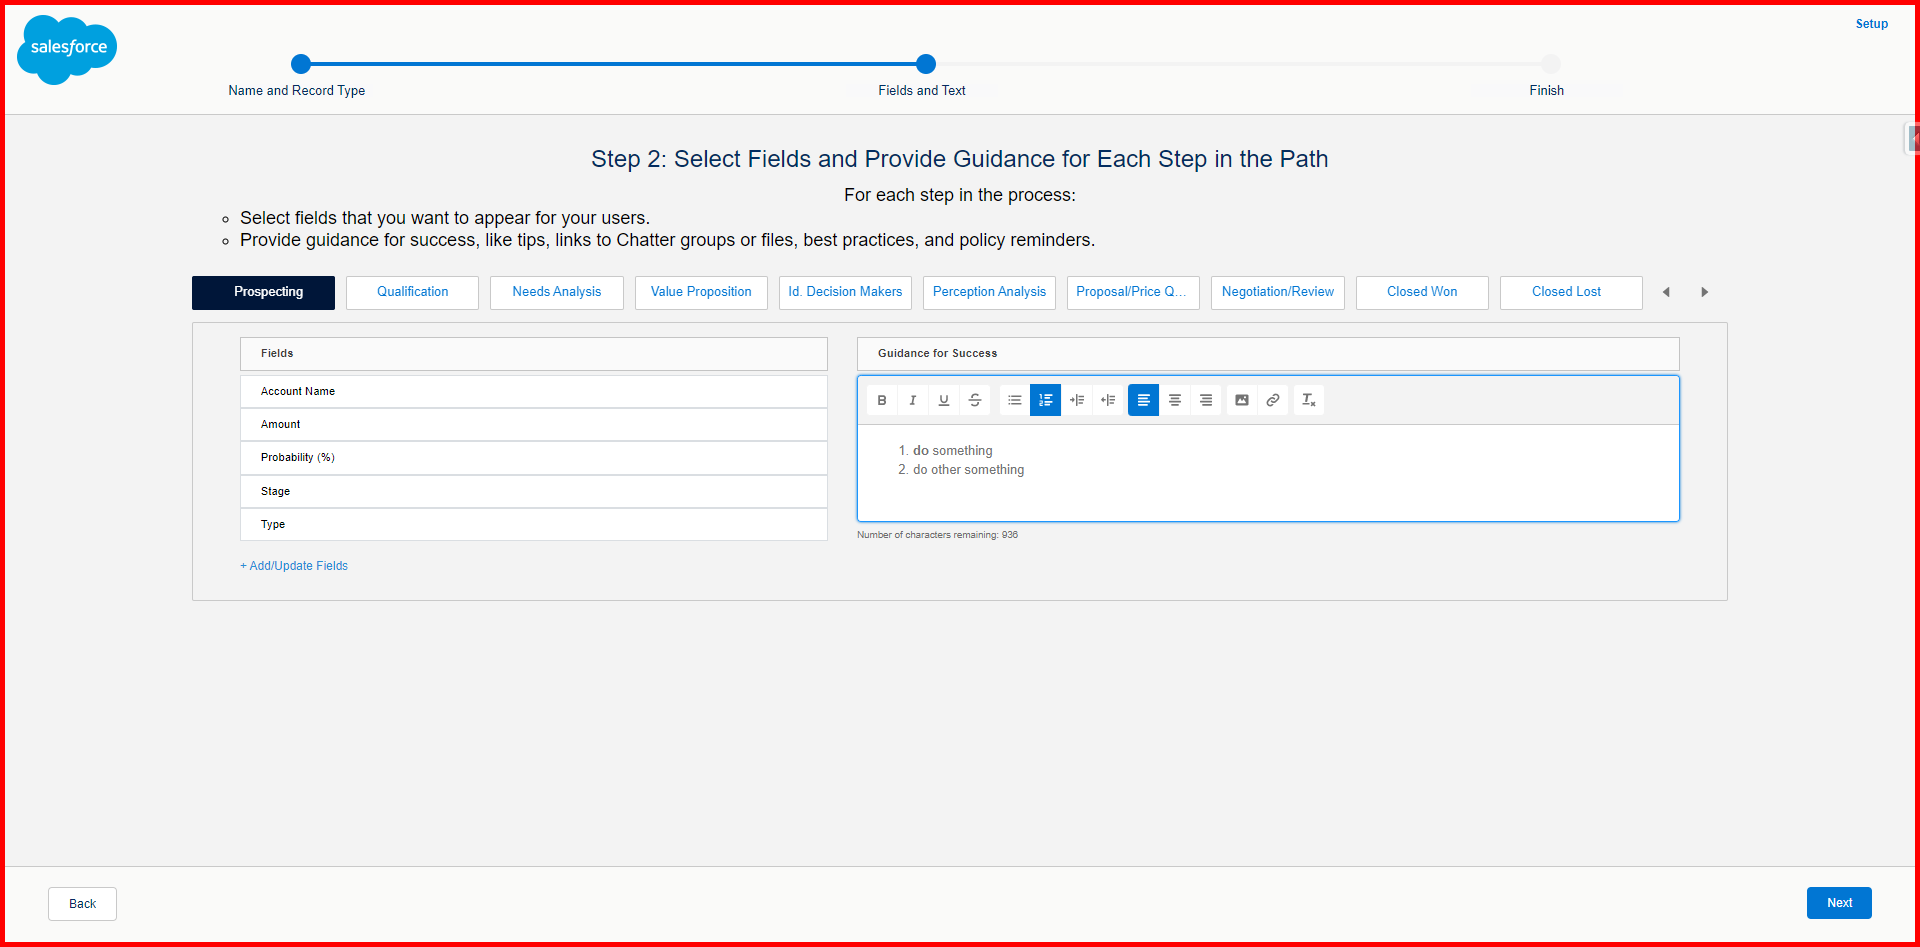 salesforce
Setup
Name and Record Type
Fields and Text
Finish
Step 2: Select Fields and Provide Guidance for Each Step in the Path
For each step in the process:
Select fields that you want to appear for your users.
Provide guidance for success, like tips, links to Chatter groups or files, best practices, and policy reminders.
Prospecting
Qualification
Needs Analysis
Value Proposition
Id. Decision Makers
Perception Analysis
Proposal/Price Q...
Negotiation/Review
Closed Won
Closed Lost
Fields
Account Name
Amount
Probability (%)
Stage
Type
+ Add/Update Fields
Guidance for Success
1. do something
2. do other something
Number of characters remaining: 936
Back
Next